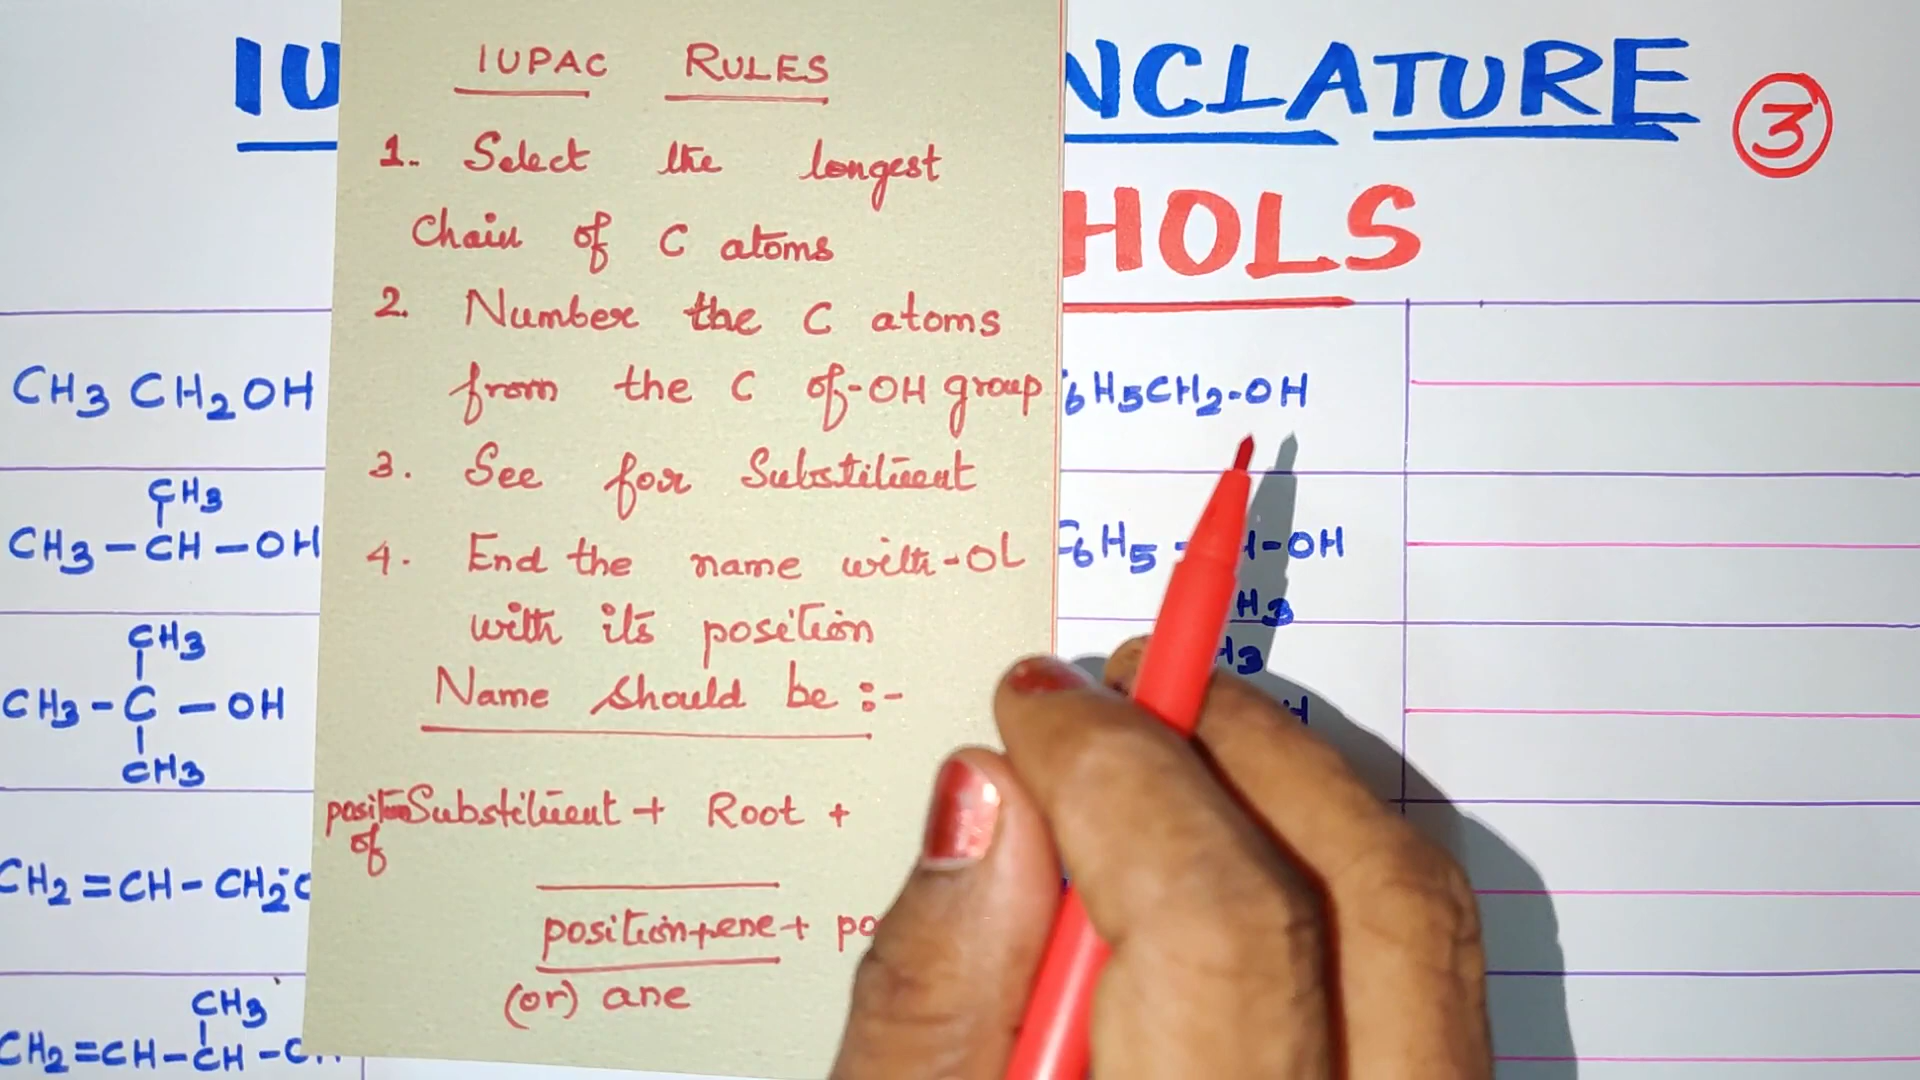 IUPAC RULES
1. Select the longest
Chain of C atoms
2. Number the C atoms
from the C of -OH group
3. See for Substituent
4. End the name with -OL
with its position
Name should be :-
position of Substituent + Root +
position+ene+
(or) ane
NCLATURE 3
HOLS
CH3 CH2OH
CH3
CH3-CH-OH
CH3
CH3-C-OH
CH3
CH2=CH-CH2
CH3
CH2=CH-CH-
6H5CH2-OH
C6H5 - -OH
H3
H3